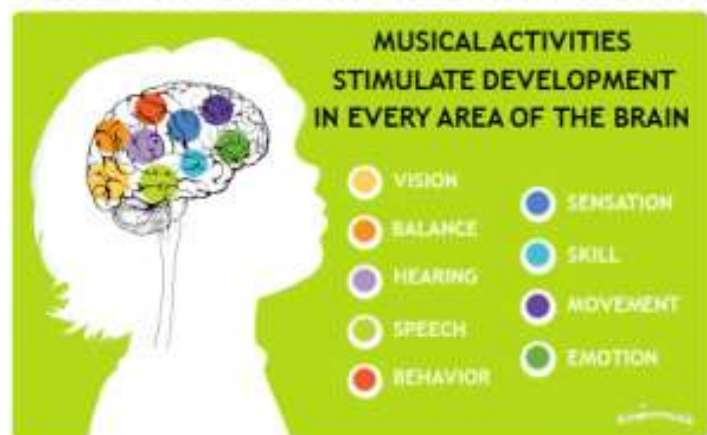 MUSICAL ACTIVITIES
STIMULATE DEVELOPMENT
IN EVERY AREA OF THE BRAIN
VISION
BALANCE
HEARING
SPEECH
BEHAVIOR
SENSATION
SKILL
MOVEMENT
EMOTION